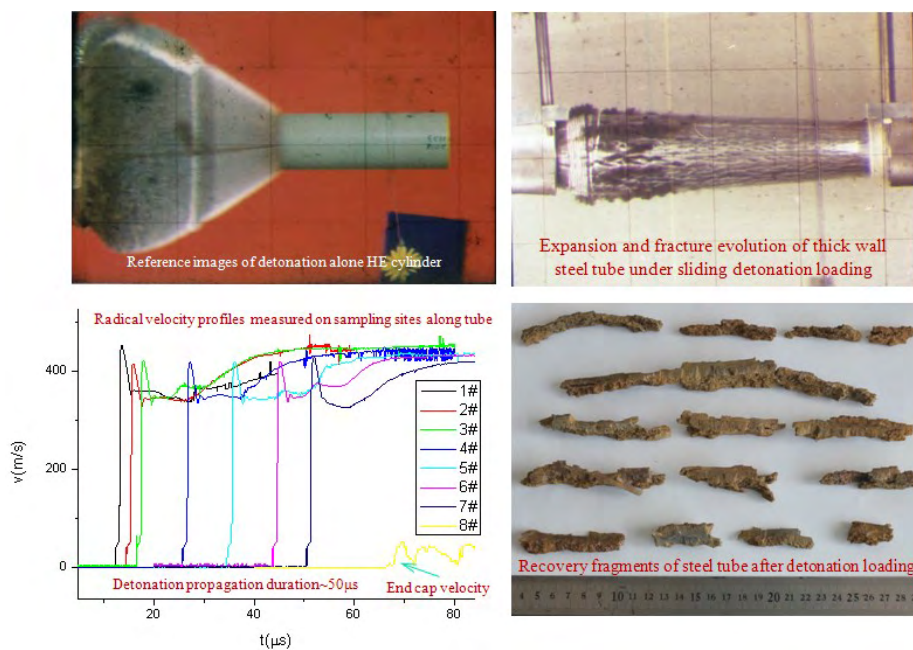 Reference images of detonation alone HE cylinder
Expansion and fracture evolution of thick wall
steel tube under sliding detonation loading
Radical velocity profiles measured on sampling sites along tube
v(m/s)
400
200
0
1#
2#
3#
4#
5#
6#
7#
8#
Detonation propagation duration~50μs
End cap velocity
20
40
60
80
t(μs)
Recovery fragments of steel tube after detonation loading
4 5 6 7 8 9 10 11 12 13 14 15 16 17 18 19 20 21 22 23 24 25 26 27 28